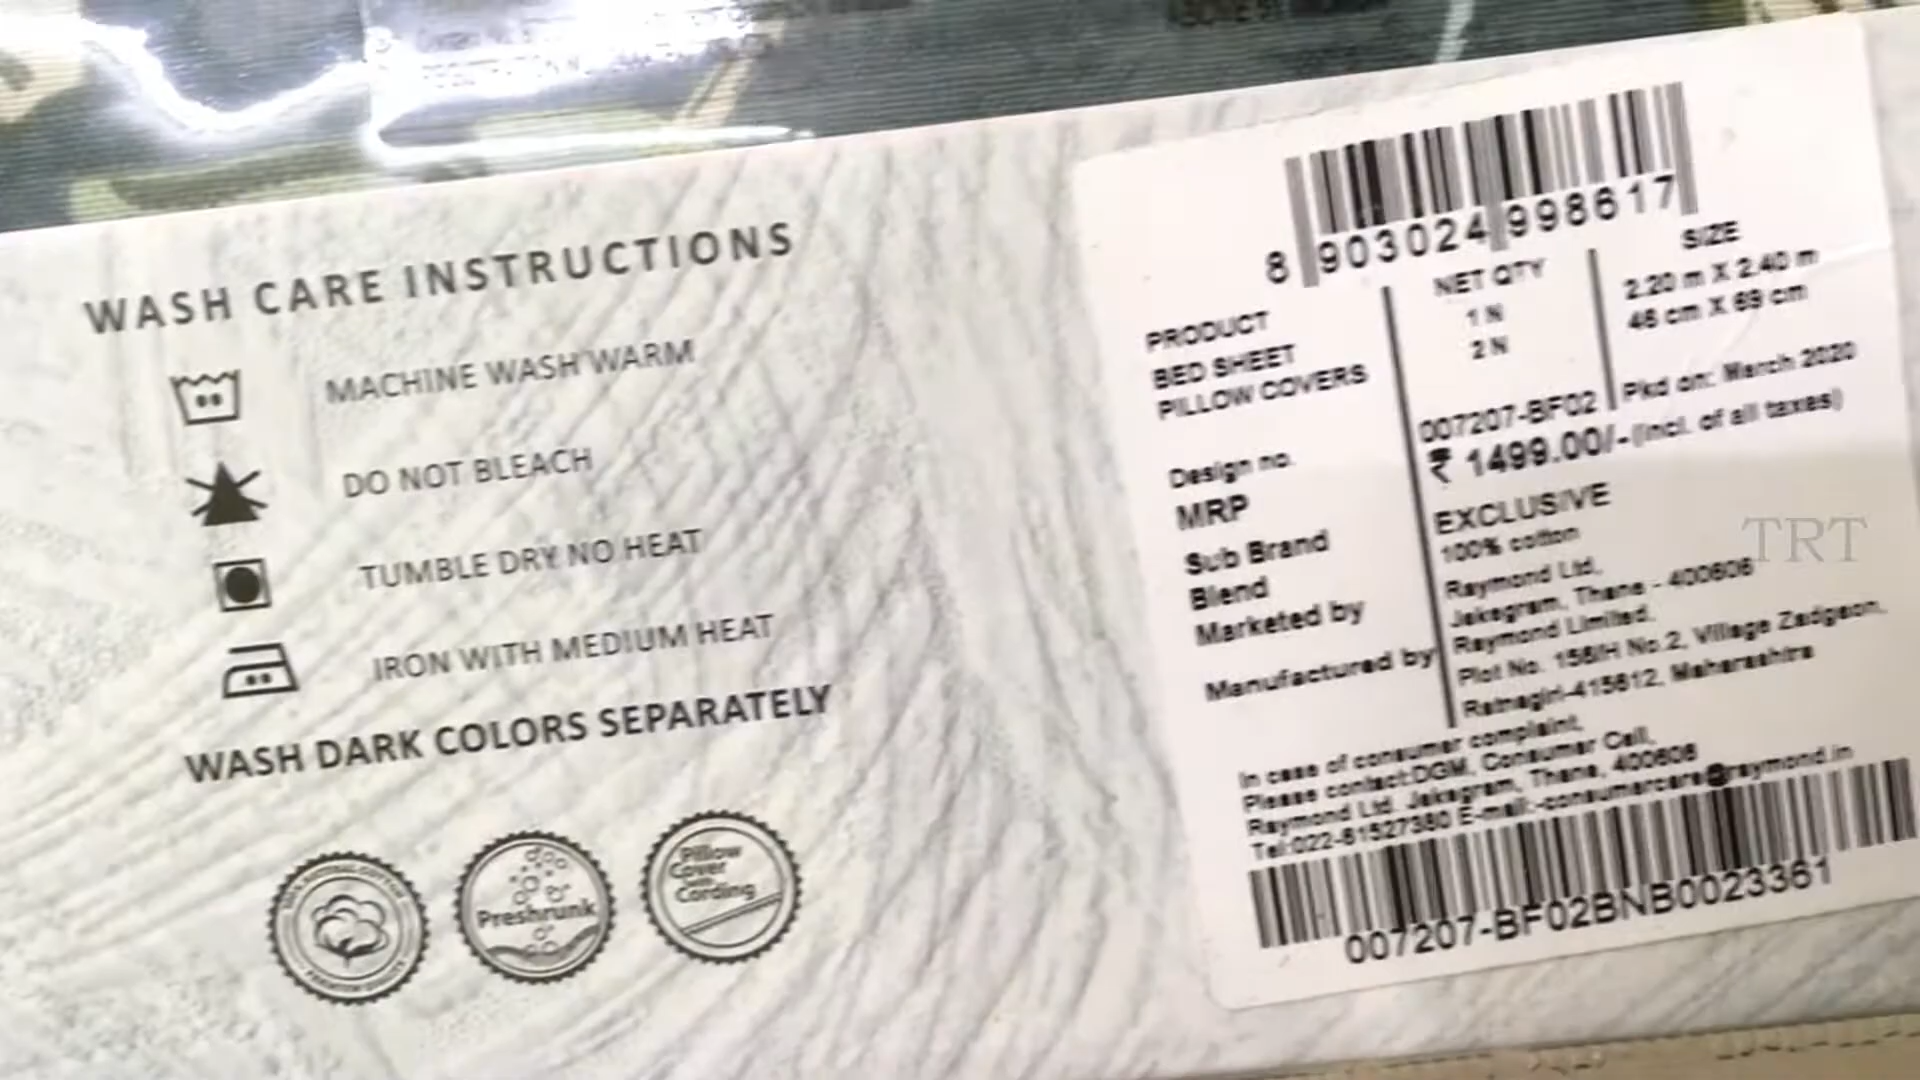 WASH CARE INSTRUCTIONS
MACHINE WASH WARM
DO NOT BLEACH
TUMBLE DRY NO HEAT
IRON WITH MEDIUM HEAT
WASH DARK COLORS SEPARATELY
Preshrunk
Pillow
Cover
Cording
8 903024 998617
PRODUCT NET QTY SIZE
BED SHEET 1 N 2.20 m X 2.40 m
PILLOW COVERS 2 N 46 cm X 69 cm
Pkd on: March 2020
Design no. 007207-BF02
MRP ₹ 1499.00/- (incl. of all taxes)
Sub Brand EXCLUSIVE
Blend 100% cotton
Marketed by Raymond Ltd,
Jekegram, Thane - 400606
Manufactured by Raymond Limited,
Plot No. 156/H No.2, Village Zadgaon,
Ratnagiri-415612, Maharashtra
In case of consumer complaint,
Please contact:DGM, Consumer Cell,
Raymond Ltd. Jekegram, Thane, 400606
Tel:022-61527380 E-mail:-consumercare@raymond.in
007207-BF02BNB0023361
TRT